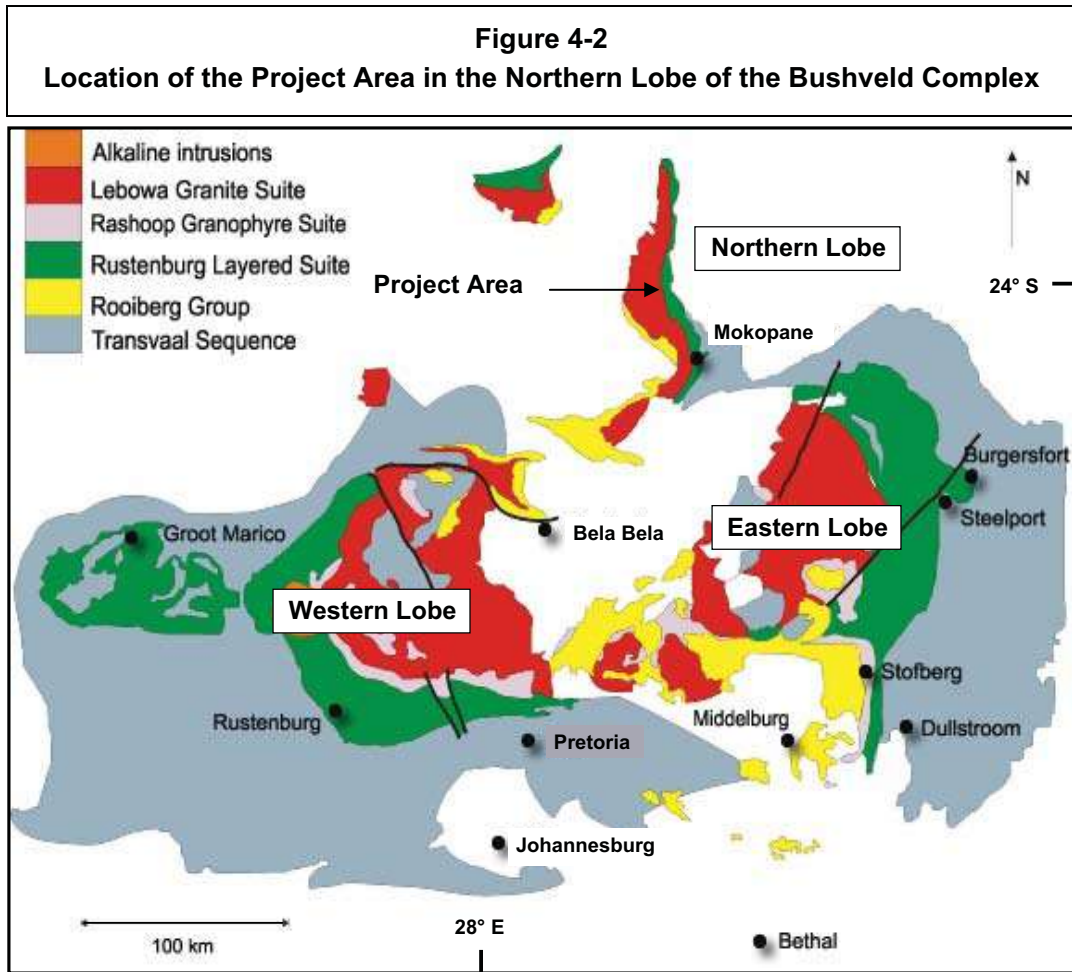 Figure 4-2
Location of the Project Area in the Northern Lobe of the Bushveld Complex
Alkaline intrusions
Lebowa Granite Suite
Rashoop Granophyre Suite
Rustenburg Layered Suite
Rooiberg Group
Transvaal Sequence
N
Northern Lobe
24° S
Project Area
Mokopane
Burgersfort
Steelport
Groot Marico
Bela Bela
Eastern Lobe
Western Lobe
Stofberg
Rustenburg
Middelburg
Dullstroom
Pretoria
Johannesburg
28° E
100 km
Bethal